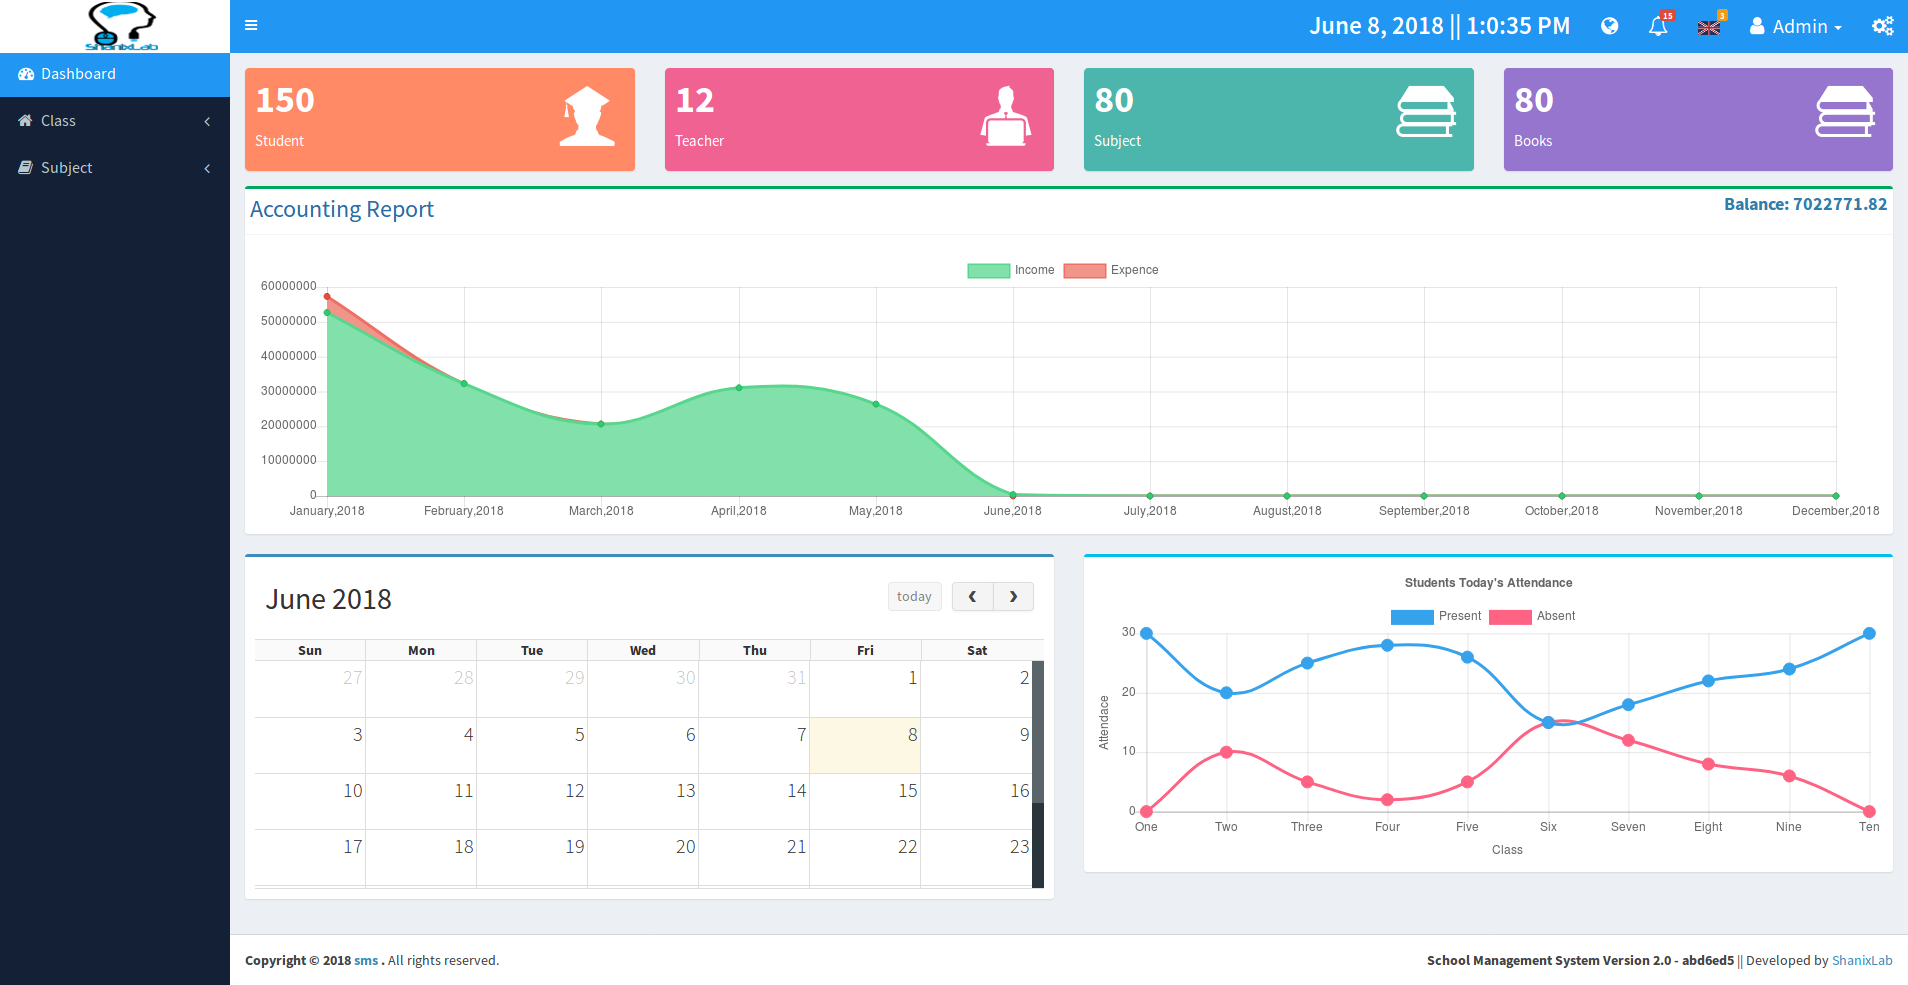 ShanixLab
June 8, 2018 || 1:0:35 PM
15
3
Admin
Dashboard
Class
Subject
150
Student
12
Teacher
80
Subject
80
Books
Accounting Report
Balance: 7022771.82
Income Expence
60000000
50000000
40000000
30000000
20000000
10000000
0
January,2018 February,2018 March,2018 April,2018 May,2018 June,2018 July,2018 August,2018 September,2018 October,2018 November,2018 December,2018
June 2018
today
Sun Mon Tue Wed Thu Fri Sat
27 28 29 30 31 1 2
3 4 5 6 7 8 9
10 11 12 13 14 15 16
17 18 19 20 21 22 23
Students Today's Attendance
Present Absent
Attendace
30
20
10
0
One Two Three Four Five Six Seven Eight Nine Ten
Class
Copyright © 2018 sms . All rights reserved.
School Management System Version 2.0 - abd6ed5 || Developed by ShanixLab